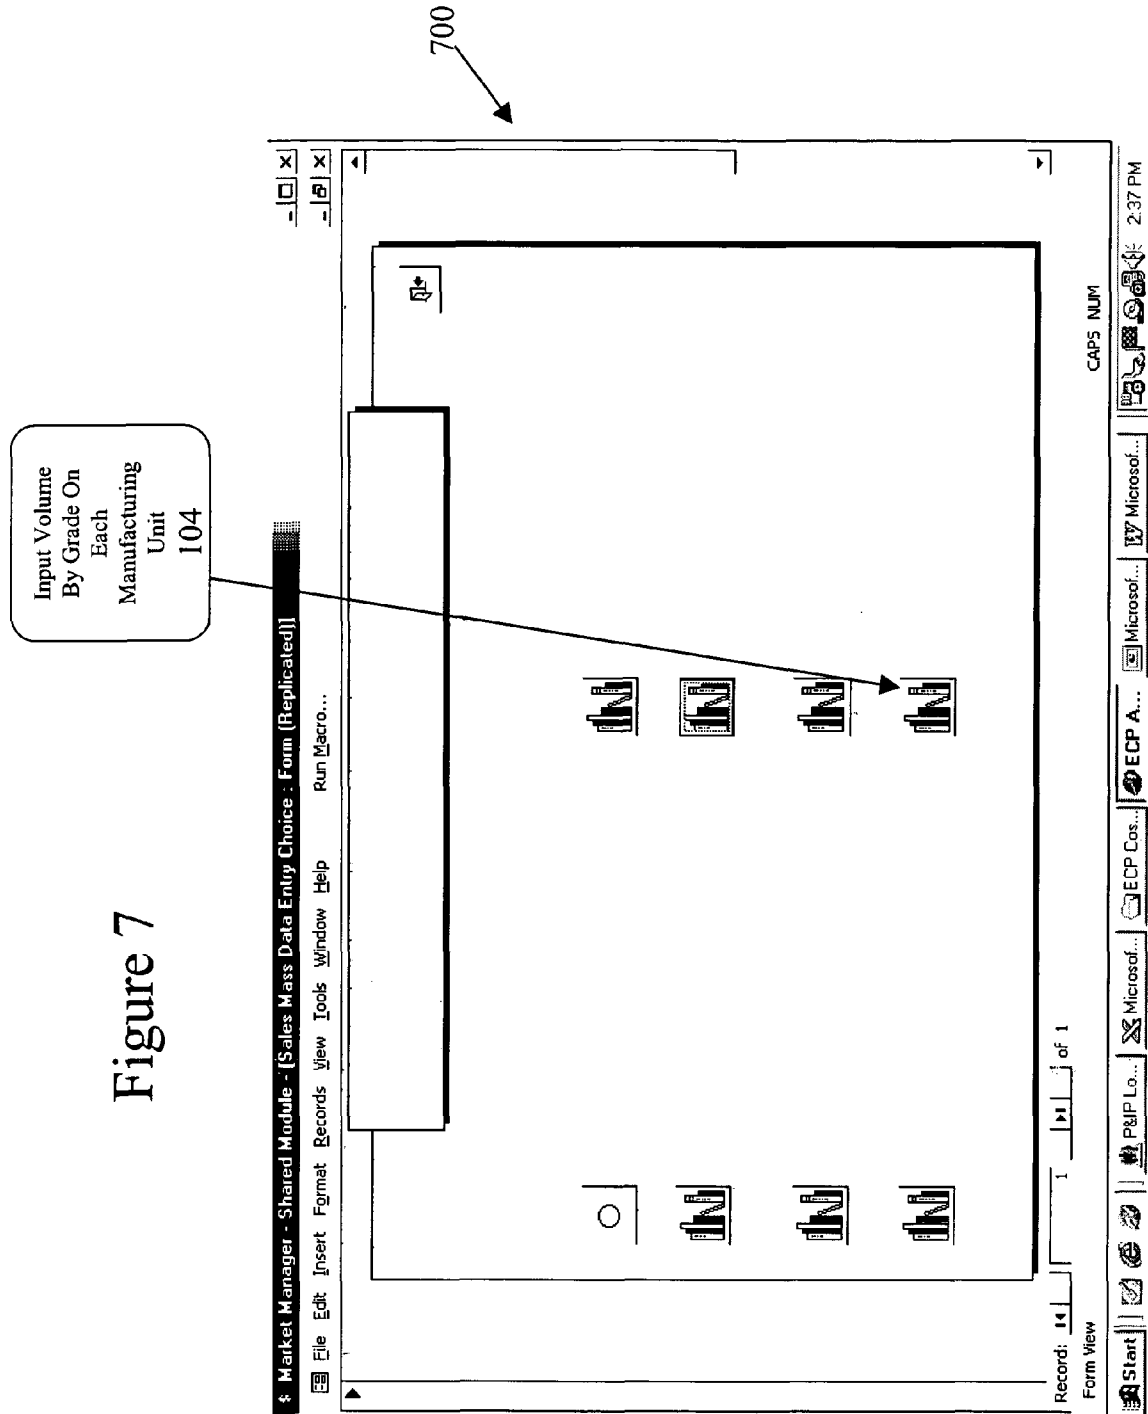 Figure 7
Input Volume
By Grade On
Each
Manufacturing
Unit
104
700
$ Market Manager - Shared Module - [Sales Mass Data Entry Choice : Form (Replicated)]
File Edit Insert Format Records View Tools Window Help Run Macro...
Record: 1 of 1
Form View CAPS NUM
Start P&IP Lo... Microsof... ECP Cos... ECP A... Microsof... Microsof... 2:37 PM